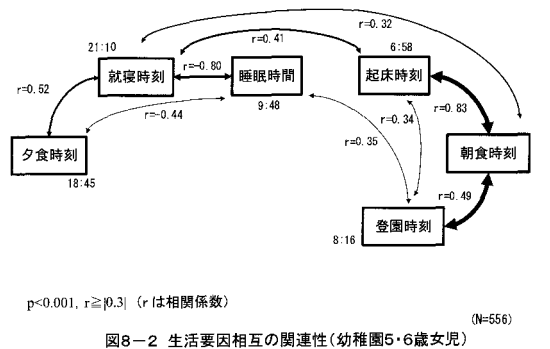 r=0.32
21:10
r=0.41
6:58
就寝時刻
r=-0.80
睡眠時間
起床時刻
r=0.52
9:48
r=0.83
r=-0.44
r=0.34
夕食時刻
r=0.35
朝食時刻
18:45
r=0.49
登園時刻
8:16
p<0.001, r≧|0.3| (r は相関係数)
(N=556)
図8-2 生活要因相互の関連性(幼稚園5・6歳女児)